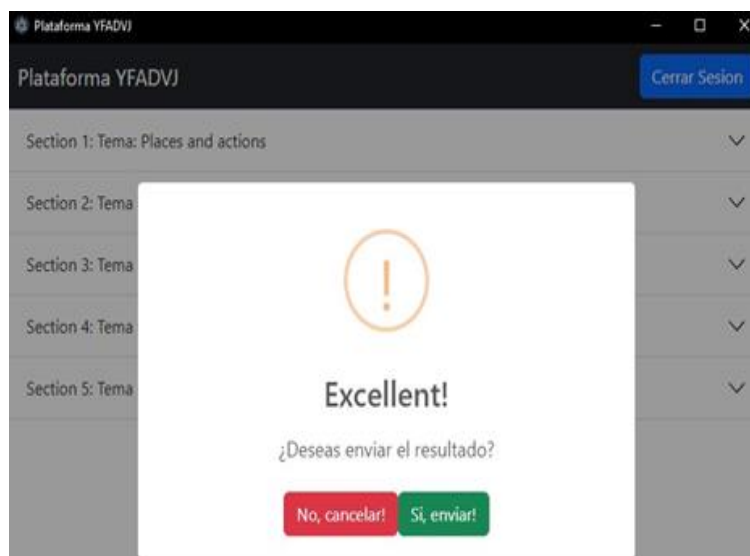 Plataforma YFADVJ
Plataforma YFADVJ
Cerrar Sesion
Section 1: Tema: Places and actions
Section 2: Tema
Section 3: Tema
Section 4: Tema
Section 5: Tema
!
Excellent!
¿Deseas enviar el resultado?
No, cancelar! Si, enviar!